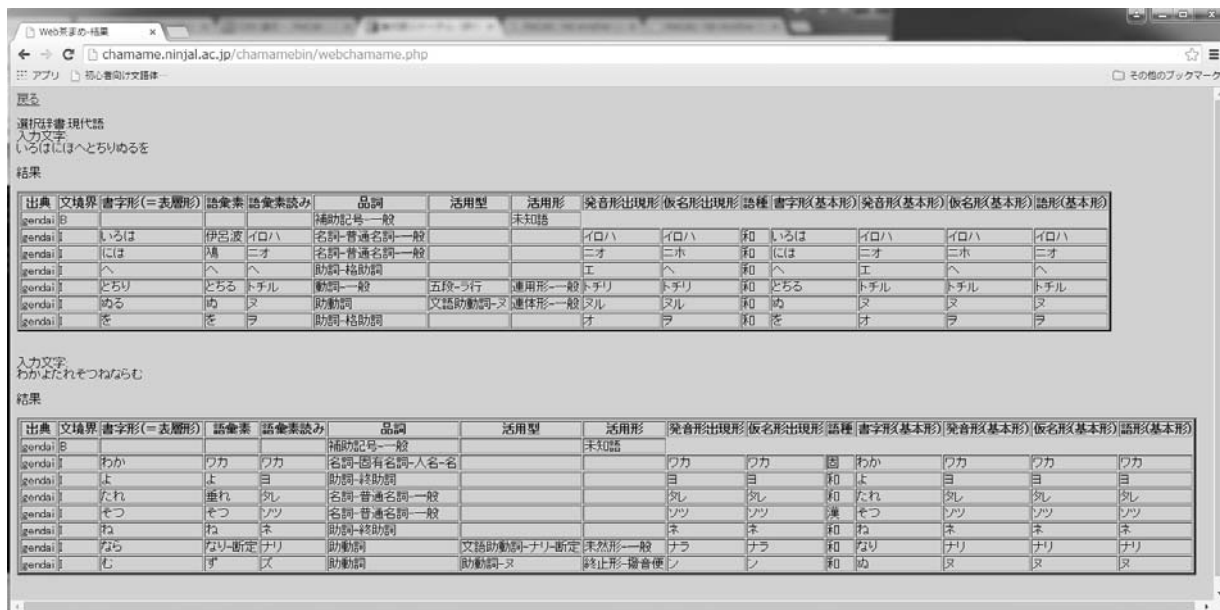 Web茶まめ-結果
chamame.ninjal.ac.jp/chamamebin/webchamame.php
アプリ 初心者向け文語体…
その他のブックマーク
戻る
選択辞書:現代語
入力文字:
いろはにほへとちりぬるを
結果
出典 文境界 書字形(=表層形) 語彙素 語彙素読み 品詞 活用型 活用形 発音形出現形 仮名形出現形 語種 書字形(基本形) 発音形(基本形) 仮名形(基本形) 語形(基本形)
gendai B 補助記号-一般 未知語
gendai I いろは 伊呂波 イロハ 名詞-普通名詞-一般 イロハ イロハ 和 いろは イロハ イロハ イロハ
gendai I にほ 鳰 ニオ 名詞-普通名詞-一般 ニオ ニホ 和 にほ ニオ ニホ ニオ
gendai I へ へ ヘ 助詞-格助詞 エ ヘ 和 へ エ ヘ ヘ
gendai I とちり とちる トチル 動詞-一般 五段-ラ行 連用形-一般 トチリ トチリ 和 とちる トチル トチル トチル
gendai I ぬる ぬ ヌ 助動詞 文語助動詞-ヌ 連体形-一般 ヌル ヌル 和 ぬ ヌ ヌ ヌ
gendai I を を ヲ 助詞-格助詞 オ ヲ 和 を オ ヲ ヲ
入力文字:
わかよたれそつねならむ
結果
出典 文境界 書字形(=表層形) 語彙素 語彙素読み 品詞 活用型 活用形 発音形出現形 仮名形出現形 語種 書字形(基本形) 発音形(基本形) 仮名形(基本形) 語形(基本形)
gendai B 補助記号-一般 未知語
gendai I わか ワカ ワカ 名詞-固有名詞-人名-名 ワカ ワカ 固 わか ワカ ワカ ワカ
gendai I よ よ ヨ 助詞-終助詞 ヨ ヨ 和 よ ヨ ヨ ヨ
gendai I たれ 垂れ タレ 名詞-普通名詞-一般 タレ タレ 和 たれ タレ タレ タレ
gendai I そつ そつ ソツ 名詞-普通名詞-一般 ソツ ソツ 漢 そつ ソツ ソツ ソツ
gendai I ね ね ネ 助詞-終助詞 ネ ネ 和 ね ネ ネ ネ
gendai I なら なり-断定 ナリ 助動詞 文語助動詞-ナリ-断定 未然形-一般 ナラ ナラ 和 なり ナリ ナリ ナリ
gendai I む ず ズ 助動詞 助動詞-ヌ 終止形-撥音便 ン ン 和 ぬ ヌ ヌ ヌ